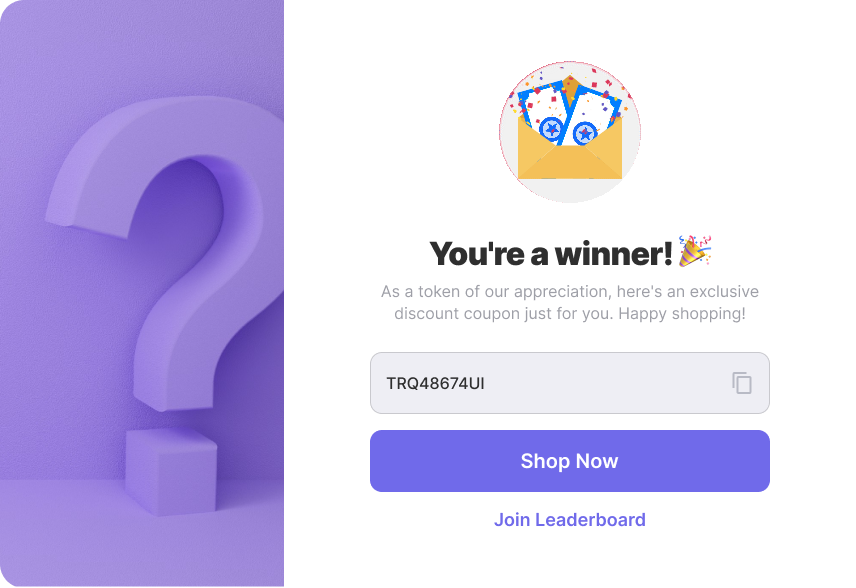 You're a winner! 🎉
As a token of our appreciation, here's an exclusive
discount coupon just for you. Happy shopping!
TRQ48674UI
Shop Now
Join Leaderboard